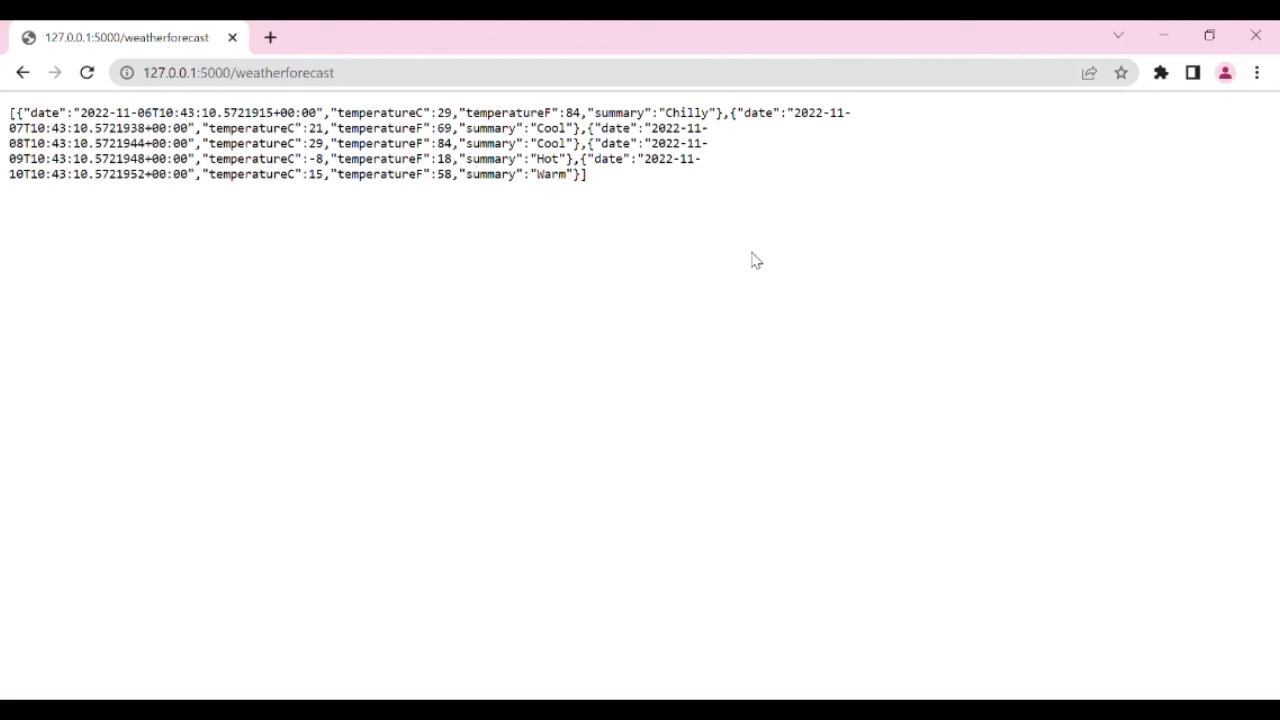 127.0.0.1:5000/weatherforecast
127.0.0.1:5000/weatherforecast
[{"date":"2022-11-06T10:43:10.5721915+00:00","temperatureC":29,"temperatureF":84,"summary":"Chilly"},{"date":"2022-11-
07T10:43:10.5721938+00:00","temperatureC":21,"temperatureF":69,"summary":"Cool"},{"date":"2022-11-
08T10:43:10.5721944+00:00","temperatureC":29,"temperatureF":84,"summary":"Cool"},{"date":"2022-11-
09T10:43:10.5721948+00:00","temperatureC":-8,"temperatureF":18,"summary":"Hot"},{"date":"2022-11-
10T10:43:10.5721952+00:00","temperatureC":15,"temperatureF":58,"summary":"Warm"}]